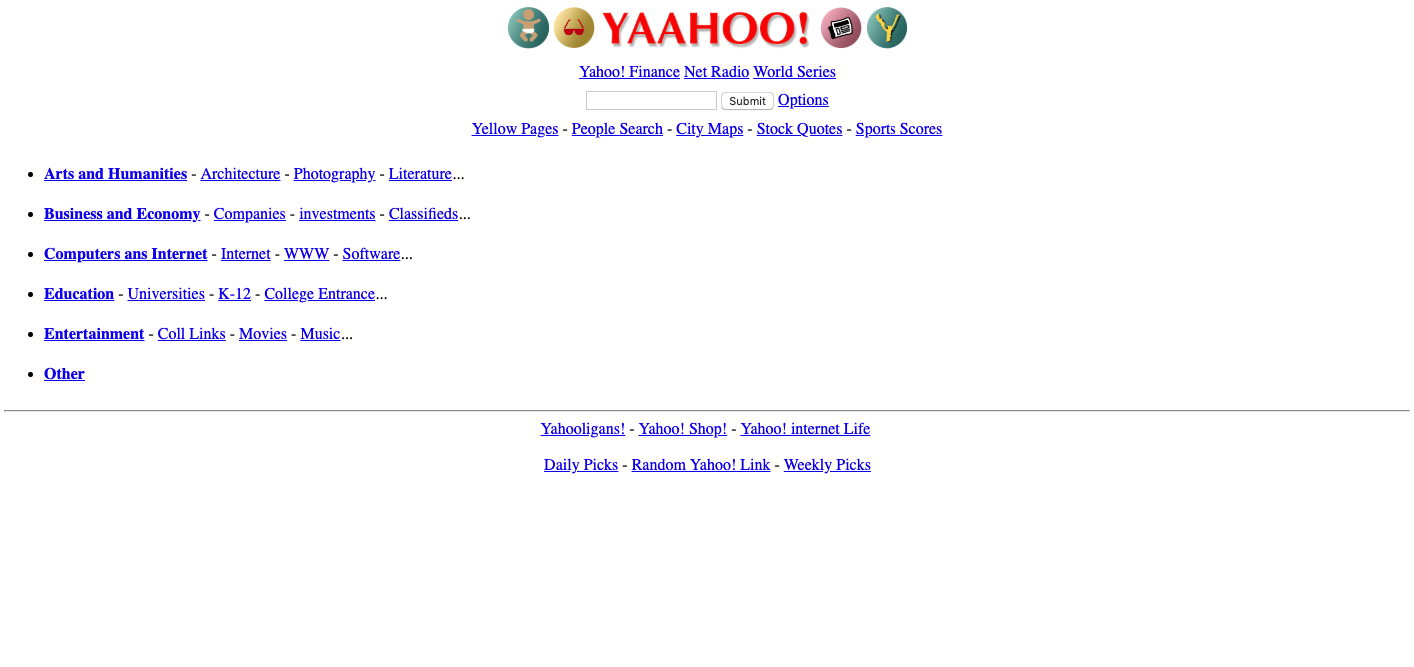 YAAHOO!
Yahoo! Finance Net Radio World Series
Submit Options
Yellow Pages - People Search - City Maps - Stock Quotes - Sports Scores
Arts and Humanities - Architecture - Photography - Literature...
Business and Economy - Companies - investments - Classifieds...
Computers ans Internet - Internet - WWW - Software...
Education - Universities - K-12 - College Entrance...
Entertainment - Coll Links - Movies - Music...
Other
Yahooligans! - Yahoo! Shop! - Yahoo! internet Life
Daily Picks - Random Yahoo! Link - Weekly Picks